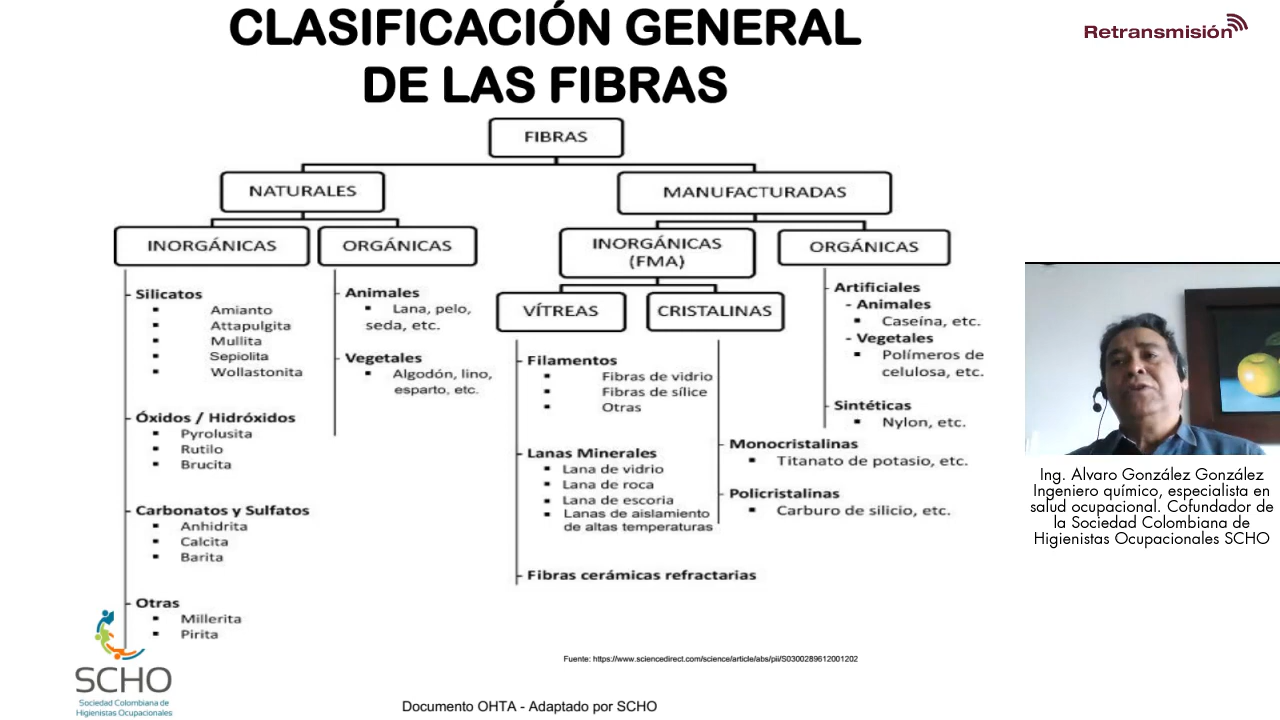 CLASIFICACIÓN GENERAL
DE LAS FIBRAS
Retransmisión
FIBRAS
NATURALES
MANUFACTURADAS
INORGÁNICAS
ORGÁNICAS
INORGÁNICAS
(FMA)
ORGÁNICAS
VÍTREAS
CRISTALINAS
Silicatos
Amianto
Attapulgita
Mullita
Sepiolita
Wollastonita
Óxidos / Hidróxidos
Pyrolusita
Rutilo
Brucita
Carbonatos y Sulfatos
Anhidrita
Calcita
Barita
Otras
Millerita
Pirita
Animales
Lana, pelo,
seda, etc.
Vegetales
Algodón, lino,
esparto, etc.
Filamentos
Fibras de vidrio
Fibras de sílice
Otras
Lanas Minerales
Lana de vidrio
Lana de roca
Lana de escoria
Lanas de aislamiento
de altas temperaturas
Fibras cerámicas refractarias
Monocristalinas
Titanato de potasio, etc.
Policristalinas
Carburo de silicio, etc.
Artificiales
- Animales
Caseína, etc.
- Vegetales
Polímeros de
celulosa, etc.
Sintéticas
Nylon, etc.
Ing. Alvaro González González
Ingeniero químico, especialista en
salud ocupacional. Cofundador de
la Sociedad Colombiana de
Higienistas Ocupacionales SCHO
Fuente: https://www.sciencedirect.com/science/article/abs/pii/S0300289612001202
SCHO
Sociedad Colombiana de
Higienistas Ocupacionales
Documento OHTA - Adaptado por SCHO